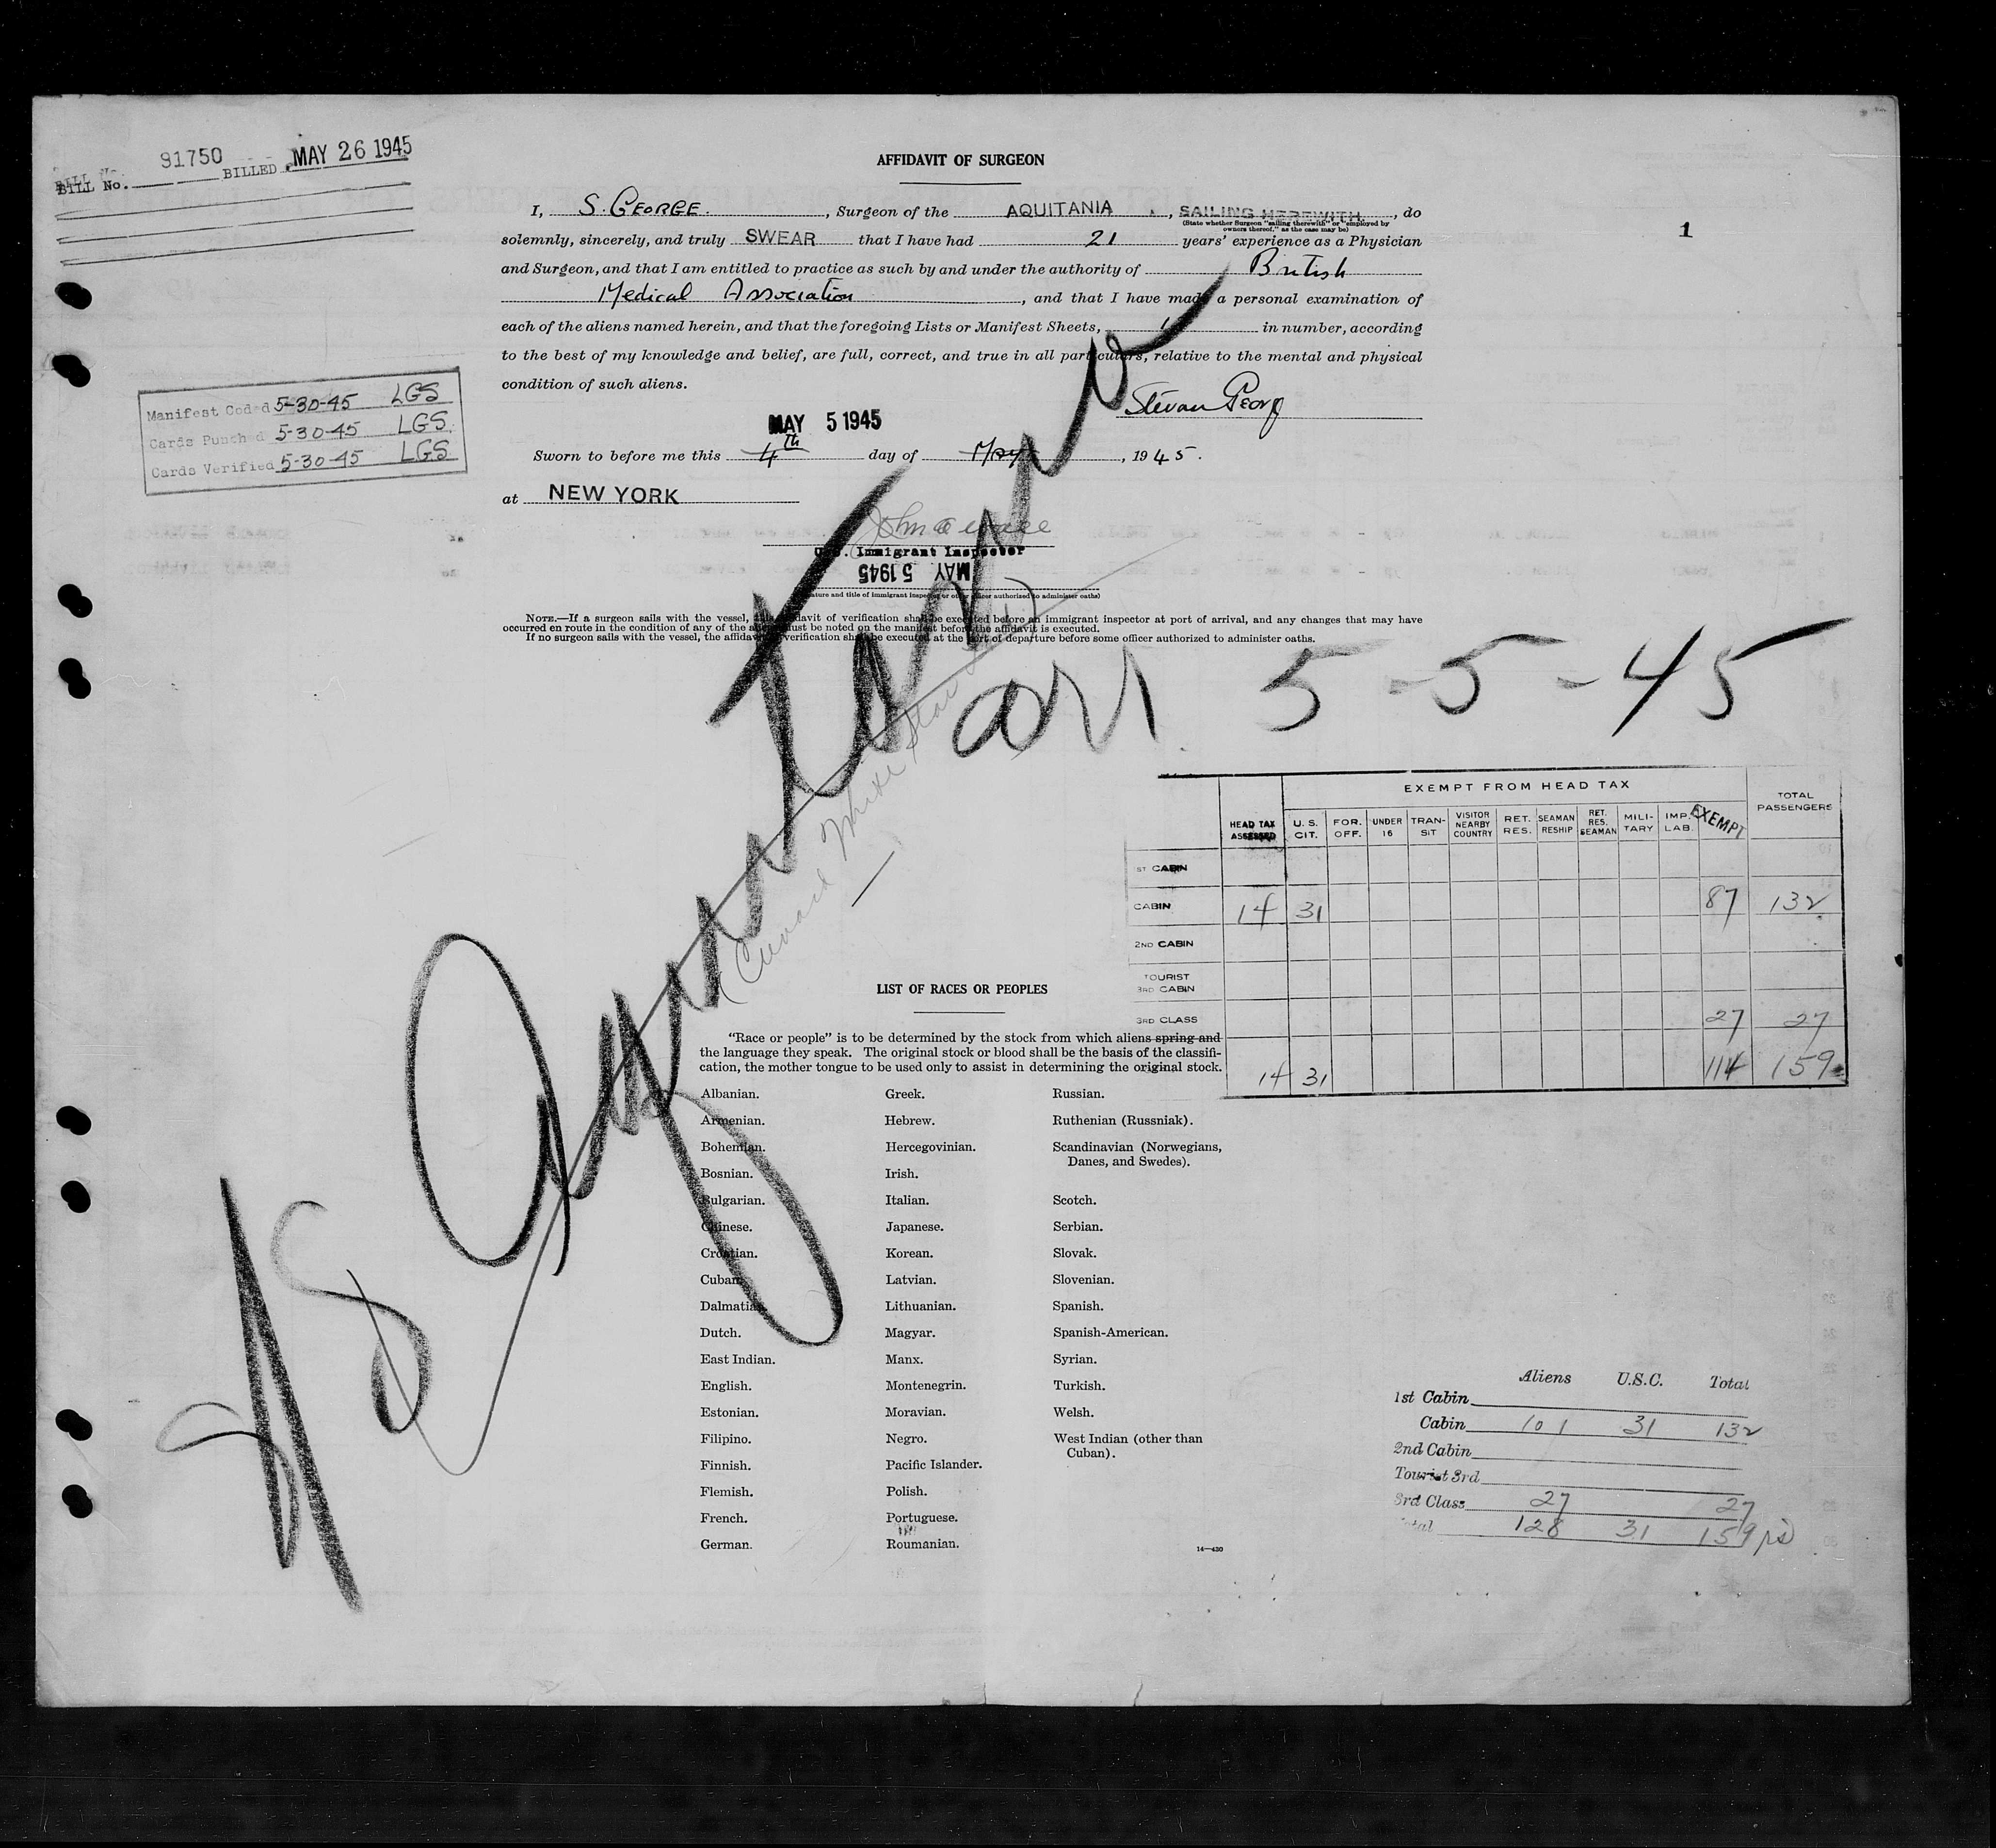 BILL No. 91750 BILLED MAY 26 1945
AFFIDAVIT OF SURGEON
I, S. GEORGE, Surgeon of the AQUITANIA, SAILING HEREWITH, do
(State whether Surgeon "sailing therewith" or "employed by
owners thereof," as the case may be)
1
solemnly, sincerely, and truly SWEAR that I have had 21 years' experience as a Physician
and Surgeon, and that I am entitled to practice as such by and under the authority of British
Medical Association, and that I have made a personal examination of
each of the aliens named herein, and that the foregoing Lists or Manifest Sheets, in number, according
to the best of my knowledge and belief, are full, correct, and true in all particulars, relative to the mental and physical
condition of such aliens.
Manifest Coded 5-30-45 LGS
Cards Punched 5-30-45 LGS.
Cards Verified 5-30-45 LGS
Stevan George
MAY 5 1945
Sworn to before me this 4th day of May, 1945.
at NEW YORK
U.S. Immigrant Inspector
MAY 5 1945
(Signature and title of immigrant inspector or other officer authorized to administer oaths)
NOTE.—If a surgeon sails with the vessel, this affidavit of verification shall be executed before an immigrant inspector at port of arrival, and any changes that may have
occurred en route in the condition of any of the aliens must be noted on the manifest before the affidavit is executed.
If no surgeon sails with the vessel, the affidavit of verification shall be executed at the port of departure before some officer authorized to administer oaths.
SS Aquitania
(Cunard White Star Ltd)
arr. 5-5-45
EXEMPT FROM HEAD TAX
HEAD TAX ASSESSED U.S. CIT. FOR. OFF. UNDER 16 TRAN-SIT VISITOR NEARBY COUNTRY RET. RES. SEAMAN RESHIP RET. RES. SEAMAN MILI-TARY IMP. LAB. EXEMPT TOTAL PASSENGERS
1ST CABIN
CABIN 14 31 87 132
2ND CABIN
TOURIST
3RD CABIN
3RD CLASS 27 27
14 31 114 159
LIST OF RACES OR PEOPLES
"Race or people" is to be determined by the stock from which aliens spring and
the language they speak. The original stock or blood shall be the basis of the classifi-
cation, the mother tongue to be used only to assist in determining the original stock.
Albanian.
Armenian.
Bohemian.
Bosnian.
Bulgarian.
Chinese.
Croatian.
Cuban.
Dalmatian.
Dutch.
East Indian.
English.
Estonian.
Filipino.
Finnish.
Flemish.
French.
German.
Greek.
Hebrew.
Hercegovinian.
Irish.
Italian.
Japanese.
Korean.
Latvian.
Lithuanian.
Magyar.
Manx.
Montenegrin.
Moravian.
Negro.
Pacific Islander.
Polish.
Portuguese.
Roumanian.
Russian.
Ruthenian (Russniak).
Scandinavian (Norwegians,
Danes, and Swedes).
Scotch.
Serbian.
Slovak.
Slovenian.
Spanish.
Spanish-American.
Syrian.
Turkish.
Welsh.
West Indian (other than
Cuban).
14—430
Aliens U.S.C. Total
1st Cabin
Cabin 101 31 132
2nd Cabin
Tourist 3rd
3rd Class 27 27
Total 128 31 159